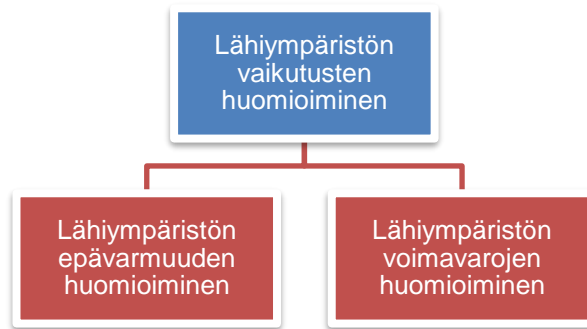 Lähiympäristön
vaikutusten
huomioiminen
Lähiympäristön
epävarmuuden
huomioiminen
Lähiympäristön
voimavarojen
huomioiminen